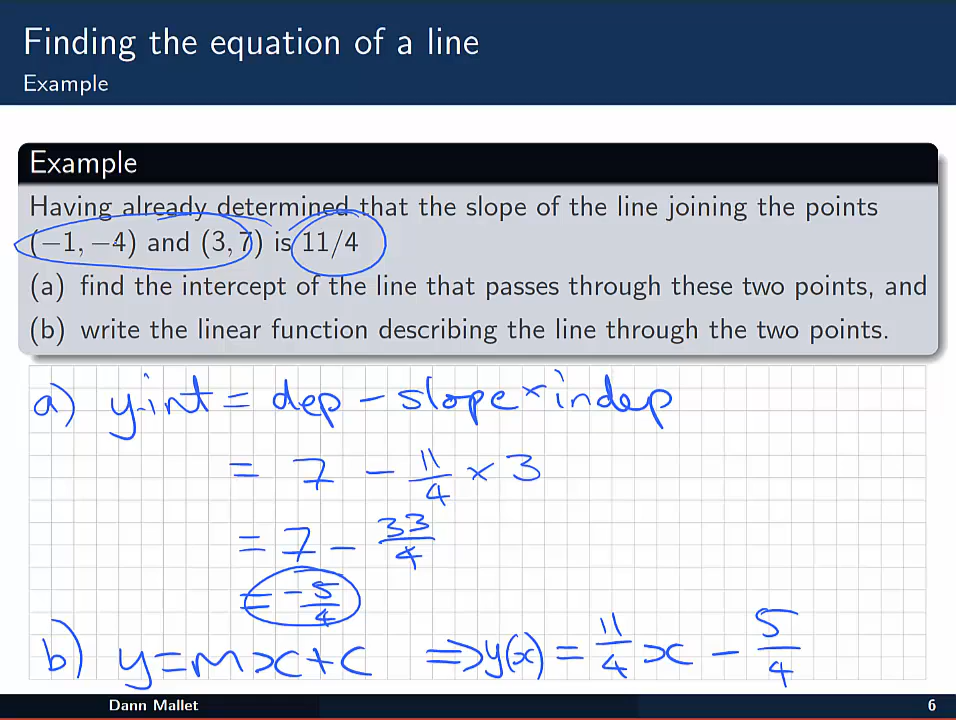 Finding the equation of a line
Example
Example
Having already determined that the slope of the line joining the points
(−1, −4) and (3, 7) is 11/4
(a) find the intercept of the line that passes through these two points, and
(b) write the linear function describing the line through the two points.
a) y-int = dep − slope × indep
= 7 − 11/4 × 3
= 7 − 33/4
= −5/4
b) y = mx + c ⇒ y(x) = 11/4 x − 5/4
Dann Mallet 6